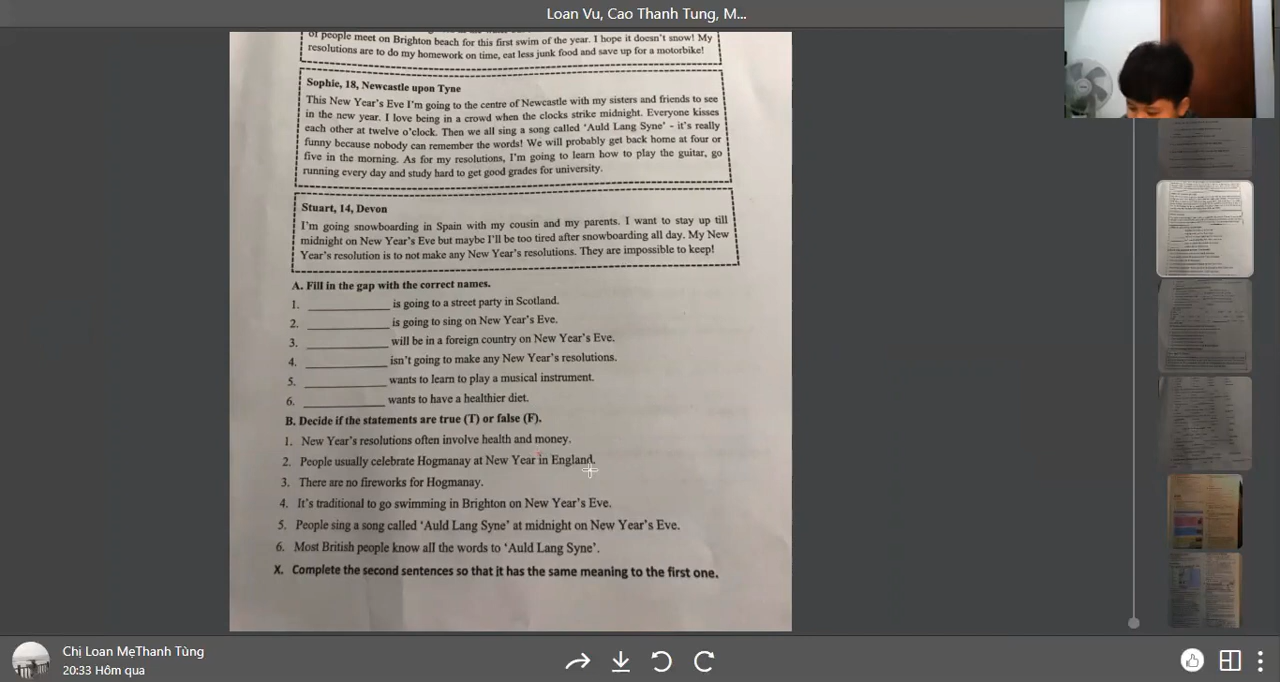 Loan Vu, Cao Thanh Tung, M...
of people meet on Brighton beach for this first swim of the year. I hope it doesn't snow! My
resolutions are to do my homework on time, eat less junk food and save up for a motorbike!
Sophie, 18, Newcastle upon Tyne
This New Year's Eve I'm going to the centre of Newcastle with my sisters and friends to see
in the new year. I love being in a crowd when the clocks strike midnight. Everyone kisses
each other at twelve o'clock. Then we all sing a song called 'Auld Lang Syne' - it's really
funny because nobody can remember the words! We will probably get back home at four or
five in the morning. As for my resolutions, I'm going to learn how to play the guitar, go
running every day and study hard to get good grades for university.
Stuart, 14, Devon
I'm going snowboarding in Spain with my cousin and my parents. I want to stay up till
midnight on New Year's Eve but maybe I'll be too tired after snowboarding all day. My New
Year's resolution is to not make any New Year's resolutions. They are impossible to keep!
A. Fill in the gap with the correct names.
1. ____________ is going to a street party in Scotland.
2. ____________ is going to sing on New Year's Eve.
3. ____________ will be in a foreign country on New Year's Eve.
4. ____________ isn't going to make any New Year's resolutions.
5. ____________ wants to learn to play a musical instrument.
6. ____________ wants to have a healthier diet.
B. Decide if the statements are true (T) or false (F).
1. New Year's resolutions often involve health and money.
2. People usually celebrate Hogmanay at New Year in England.
3. There are no fireworks for Hogmanay.
4. It's traditional to go swimming in Brighton on New Year's Eve.
5. People sing a song called 'Auld Lang Syne' at midnight on New Year's Eve.
6. Most British people know all the words to 'Auld Lang Syne'.
X. Complete the second sentences so that it has the same meaning to the first one.
Chị Loan MẹThanh Tùng
20:33 Hôm qua